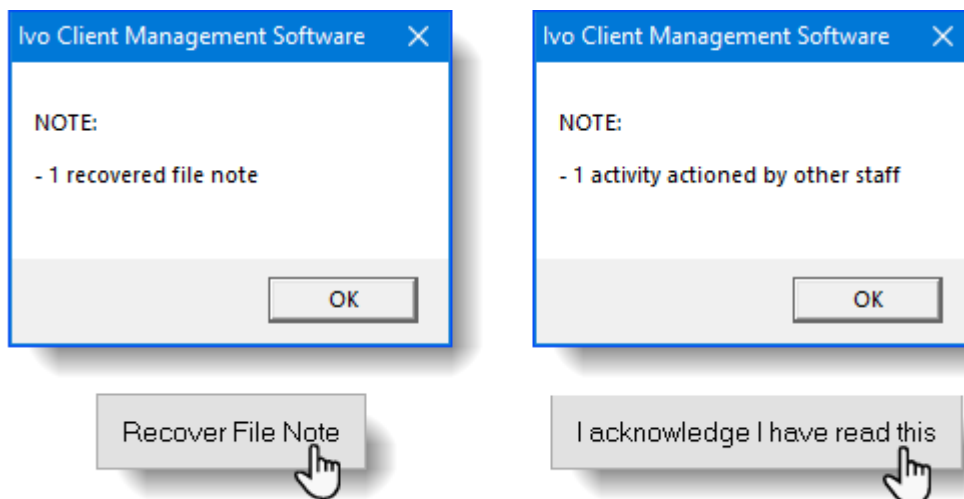 Ivo Client Management Software
NOTE:
- 1 recovered file note
OK
Recover File Note
Ivo Client Management Software
NOTE:
- 1 activity actioned by other staff
OK
I acknowledge I have read this